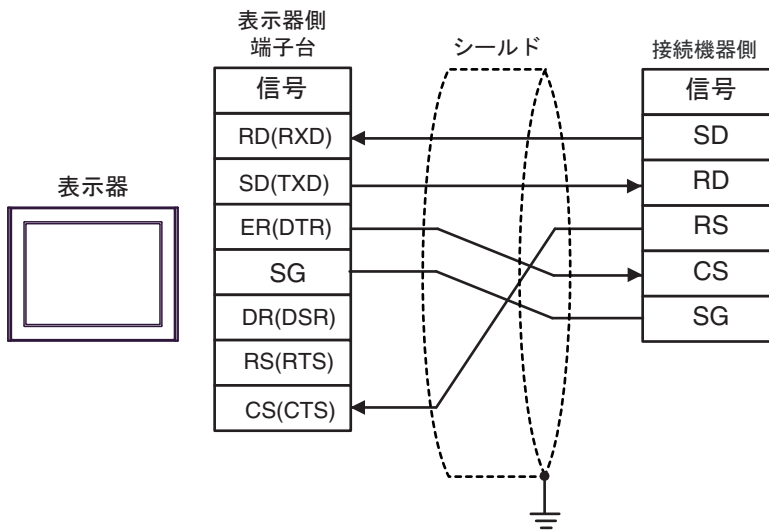 表示器側
端子台
シールド
接続機器側
信号
信号
RD(RXD)
SD
SD(TXD)
RD
表示器
ER(DTR)
RS
SG
CS
DR(DSR)
SG
RS(RTS)
CS(CTS)